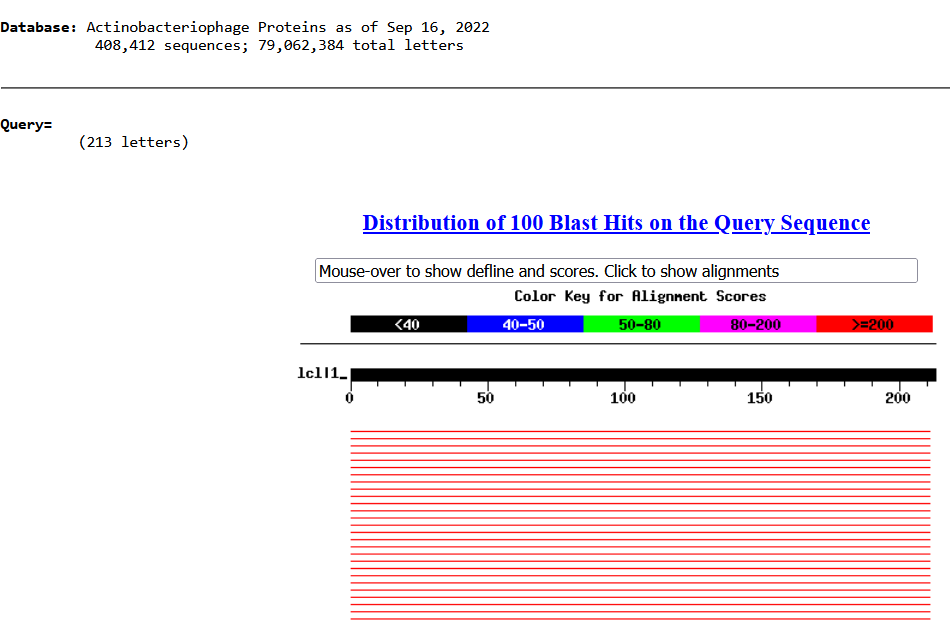 Database: Actinobacteriophage Proteins as of Sep 16, 2022
408,412 sequences; 79,062,384 total letters
Query=
(213 letters)
Distribution of 100 Blast Hits on the Query Sequence
Mouse-over to show defline and scores. Click to show alignments
Color Key for Alignment Scores
<40 40-50 50-80 80-200 >=200
lcl|1_
0 50 100 150 200